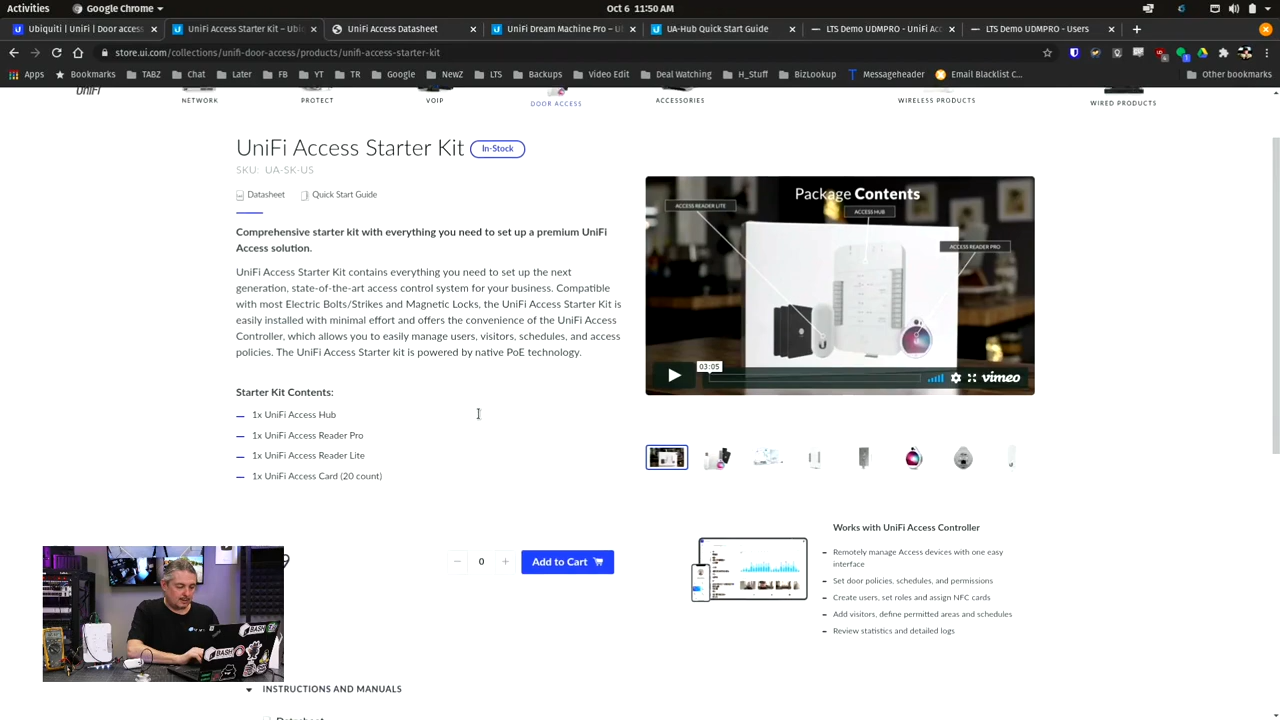 Activities
Google Chrome
OCT 6 11:50 AM
Ubiquiti | UniFi | Door access
UniFi Access Starter Kit – Ubiq
UniFi Access Datasheet
UniFi Dream Machine Pro – U
UA-Hub Quick Start Guide
LTS Demo UDMPRO - UniFi Ac
LTS Demo UDMPRO - Users
store.ui.com/collections/unifi-door-access/products/unifi-access-starter-kit
Apps
Bookmarks
TABZ
Chat
Later
FB
YT
TR
Google
NewZ
LTS
Backups
Video Edit
Deal Watching
H_Stuff
BizLookup
Messageheader
Email Blacklist C...
Other bookmarks
UniFi
NETWORK
PROTECT
VOIP
DOOR ACCESS
ACCESSORIES
WIRELESS PRODUCTS
WIRED PRODUCTS
UniFi Access Starter Kit
In-Stock
SKU: UA-SK-US
Datasheet
Quick Start Guide
Comprehensive starter kit with everything you need to set up a premium UniFi
Access solution.
UniFi Access Starter Kit contains everything you need to set up the next
generation, state-of-the-art access control system for your business. Compatible
with most Electric Bolts/Strikes and Magnetic Locks, the UniFi Access Starter Kit is
easily installed with minimal effort and offers the convenience of the UniFi Access
Controller, which allows you to easily manage users, visitors, schedules, and access
policies. The UniFi Access Starter kit is powered by native PoE technology.
Starter Kit Contents:
1x UniFi Access Hub
1x UniFi Access Reader Pro
1x UniFi Access Reader Lite
1x UniFi Access Card (20 count)
Package Contents
ACCESS READER LITE
ACCESS HUB
ACCESS READER PRO
03:05
vimeo
0
Add to Cart
Works with UniFi Access Controller
Remotely manage Access devices with one easy
interface
Set door policies, schedules, and permissions
Create users, set roles and assign NFC cards
Add visitors, define permitted areas and schedules
Review statistics and detailed logs
BASH
BASH
INSTRUCTIONS AND MANUALS
Datasheet